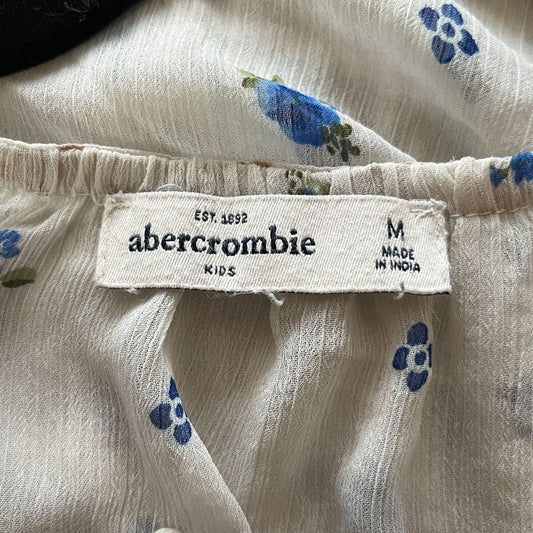 EST. 1892
abercrombie
KIDS
M
MADE
IN INDIA